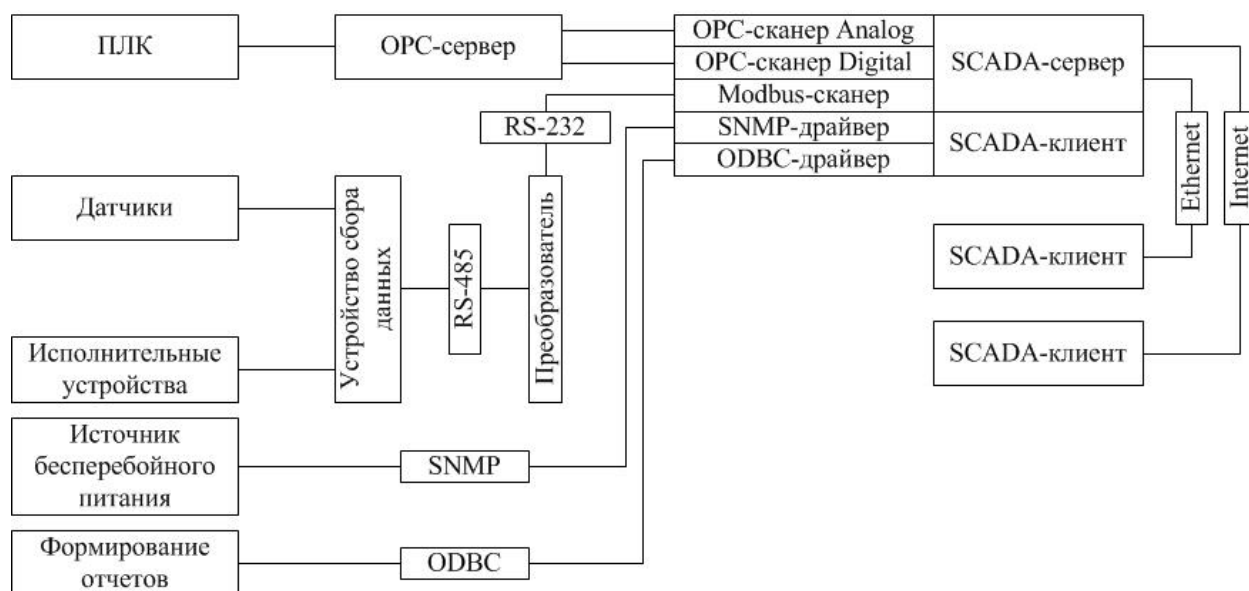 ПЛК
OPC-сервер
OPC-сканер Analog
OPC-сканер Digital
Modbus-сканер
SNMP-драйвер
ODBC-драйвер
SCADA-сервер
SCADA-клиент
RS-232
Ethernet
Internet
Датчики
Устройство сбора
данных
RS-485
Преобразователь
SCADA-клиент
SCADA-клиент
Исполнительные
устройства
Источник
бесперебойного
питания
SNMP
Формирование
отчетов
ODBC